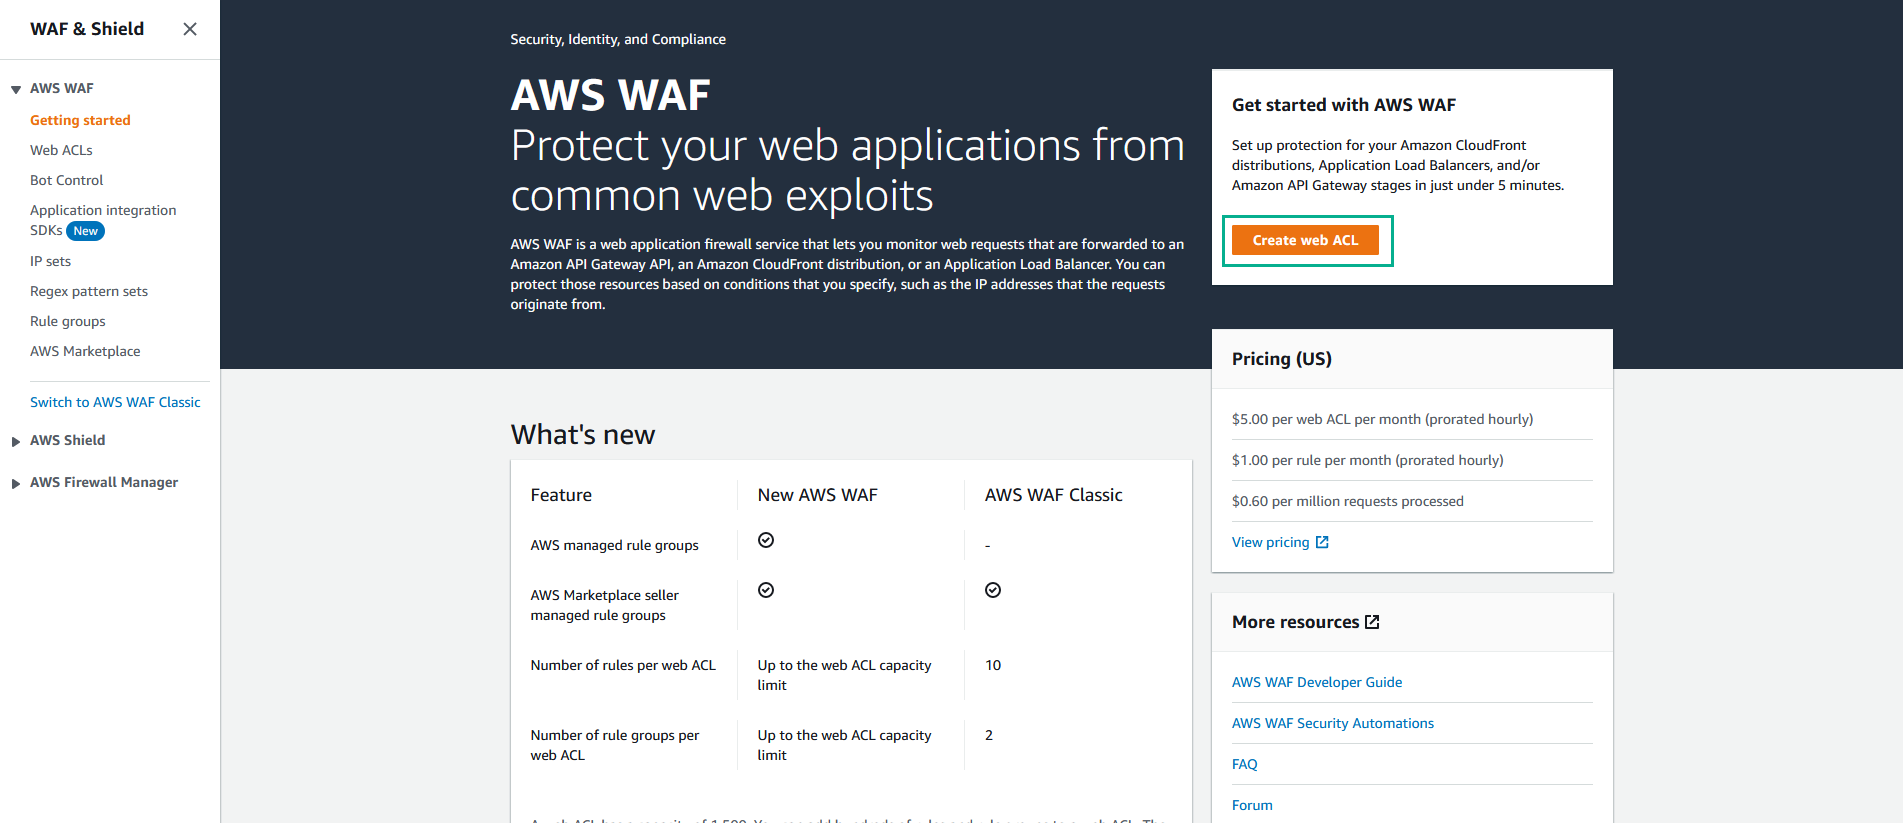 WAF & Shield
AWS WAF
Getting started
Web ACLs
Bot Control
Application integration
SDKs New
IP sets
Regex pattern sets
Rule groups
AWS Marketplace
Switch to AWS WAF Classic
AWS Shield
AWS Firewall Manager
Security, Identity, and Compliance
AWS WAF
Protect your web applications from
common web exploits
AWS WAF is a web application firewall service that lets you monitor web requests that are forwarded to an
Amazon API Gateway API, an Amazon CloudFront distribution, or an Application Load Balancer. You can
protect those resources based on conditions that you specify, such as the IP addresses that the requests
originate from.
Get started with AWS WAF
Set up protection for your Amazon CloudFront
distributions, Application Load Balancers, and/or
Amazon API Gateway stages in just under 5 minutes.
Create web ACL
Pricing (US)
$5.00 per web ACL per month (prorated hourly)
$1.00 per rule per month (prorated hourly)
$0.60 per million requests processed
View pricing
What's new
Feature New AWS WAF AWS WAF Classic
AWS managed rule groups -
AWS Marketplace seller
managed rule groups
Number of rules per web ACL Up to the web ACL capacity 10
limit
Number of rule groups per Up to the web ACL capacity 2
web ACL limit
More resources
AWS WAF Developer Guide
AWS WAF Security Automations
FAQ
Forum